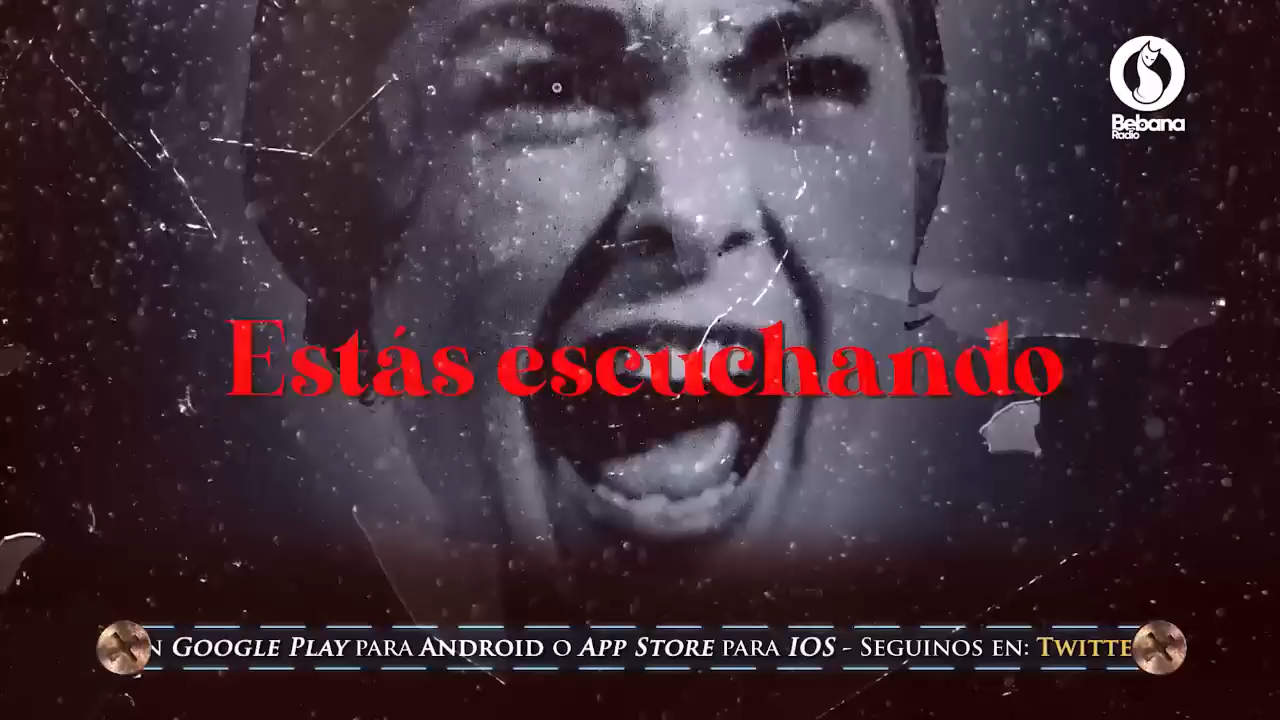 Bebana
Radio
Estás escuchando
N GOOGLE PLAY PARA ANDROID O APP STORE PARA IOS - SEGUINOS EN: TWITTE